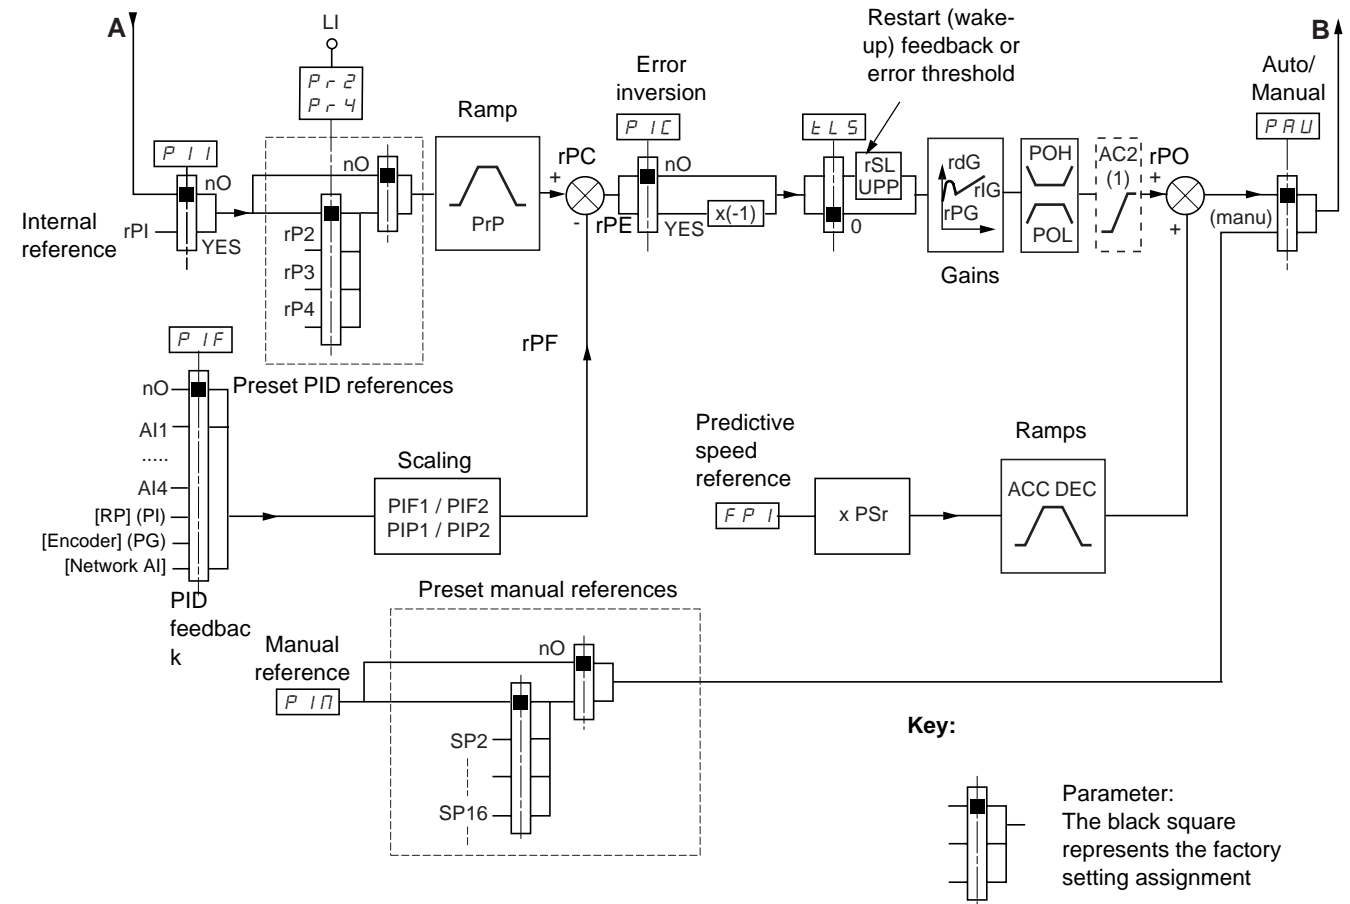 A
LI
Restart (wake-
up) feedback or
error threshold
B
Pr2
Pr4
Ramp
Error
inversion
Auto/
Manual
PII
PIC
tLS
PAU
nO
nO
rPC
+
nO
rSL
UPP
rdG
rIG
rPG
POH
POL
AC2
(1)
rPO
+
Internal
reference
rPI
YES
rP2
rP3
rP4
PrP
-
rPE
YES
x(-1)
0
+
(manu)
Gains
PIF
rPF
Preset PID references
nO
AI1
.....
AI4
[RP] (PI)
[Encoder] (PG)
[Network AI]
Scaling
PIF1 / PIF2
PIP1 / PIP2
Predictive
speed
reference
FPI
x PSr
Ramps
ACC DEC
PID
feedbac
k
Preset manual references
Manual
reference
PIM
nO
SP2
SP16
Key:
Parameter:
The black square
represents the factory
setting assignment